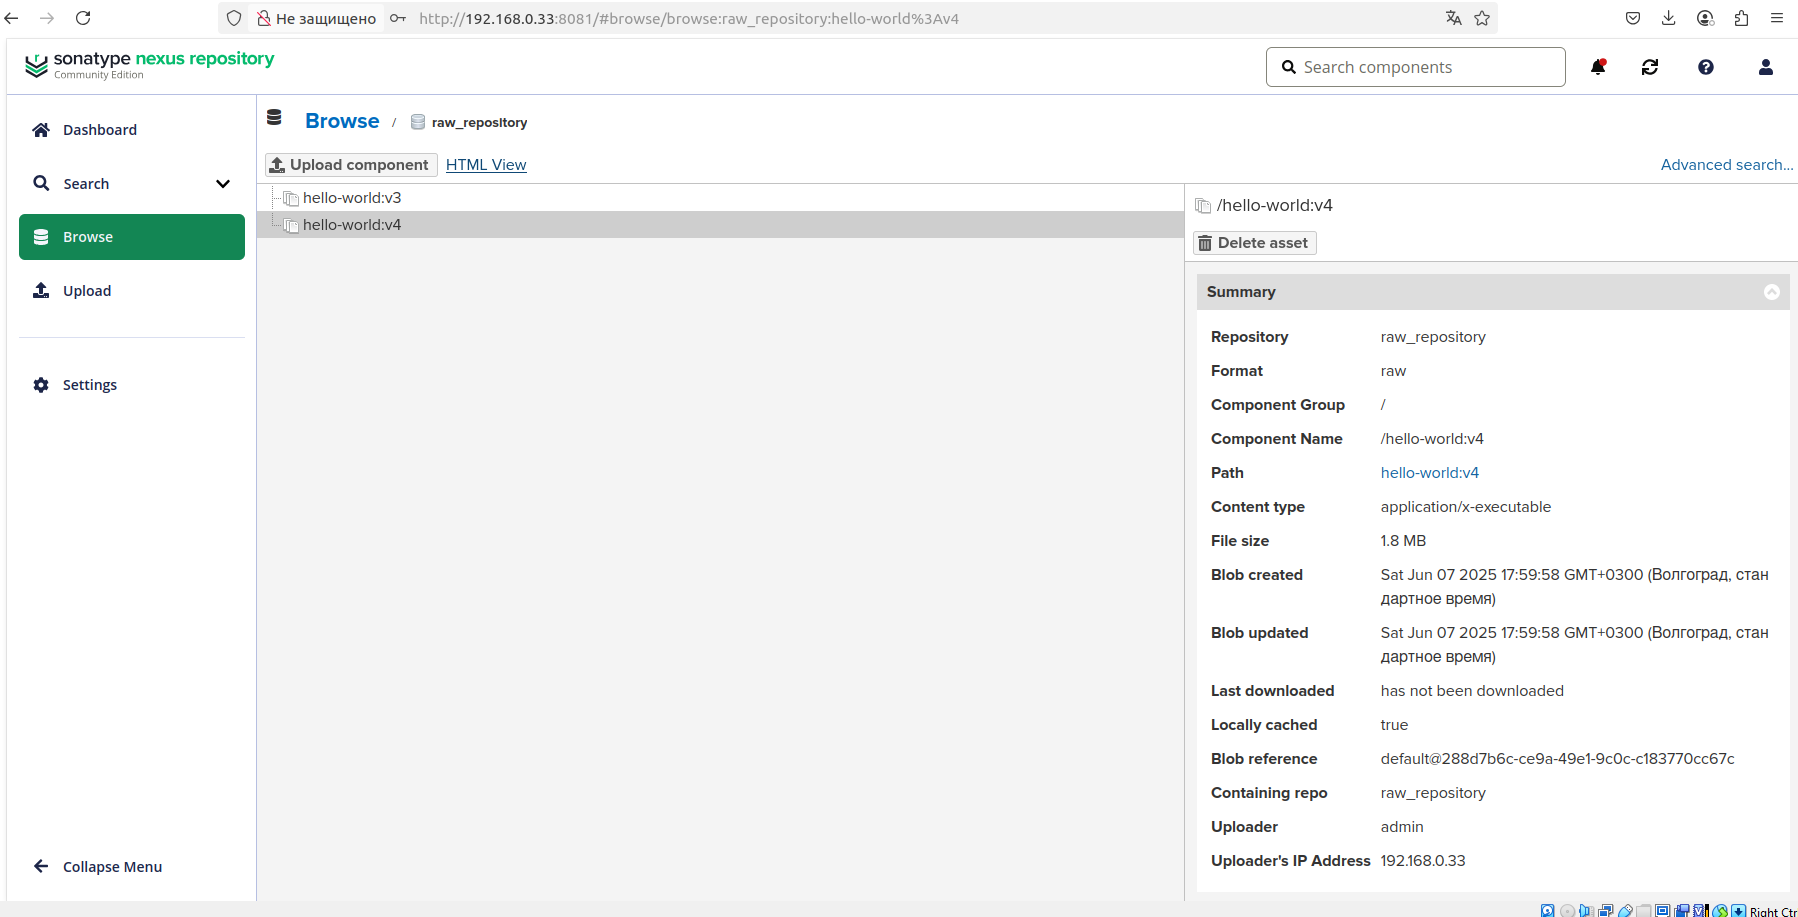 Не защищено
http://192.168.0.33:8081/#browse/browse:raw_repository:hello-world%3Av4
sonatype nexus repository
Community Edition
Search components
Dashboard
Search
Browse
Upload
Settings
Collapse Menu
Browse / raw_repository
Upload component
HTML View
Advanced search...
hello-world:v3
hello-world:v4
/hello-world:v4
Delete asset
Summary
Repository raw_repository
Format raw
Component Group /
Component Name /hello-world:v4
Path hello-world:v4
Content type application/x-executable
File size 1.8 MB
Blob created Sat Jun 07 2025 17:59:58 GMT+0300 (Волгоград, стан
дартное время)
Blob updated Sat Jun 07 2025 17:59:58 GMT+0300 (Волгоград, стан
дартное время)
Last downloaded has not been downloaded
Locally cached true
Blob reference default@288d7b6c-ce9a-49e1-9c0c-c183770cc67c
Containing repo raw_repository
Uploader admin
Uploader's IP Address 192.168.0.33
Right Ctr